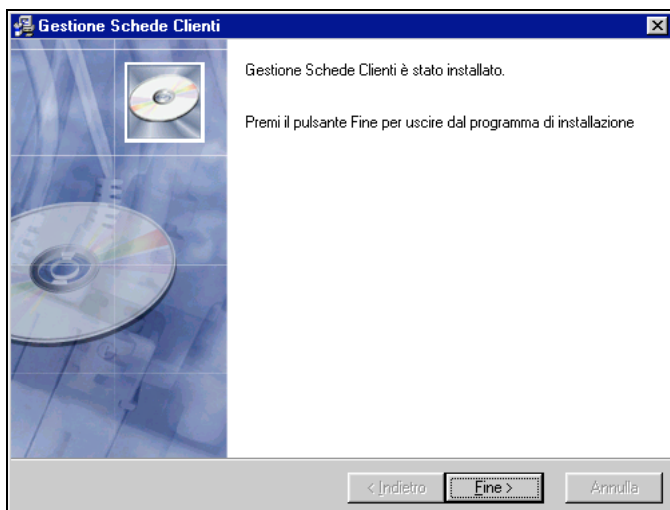 Gestione Schede Clienti
Gestione Schede Clienti è stato installato.
Premi il pulsante Fine per uscire dal programma di installazione
< Indietro
Fine >
Annulla